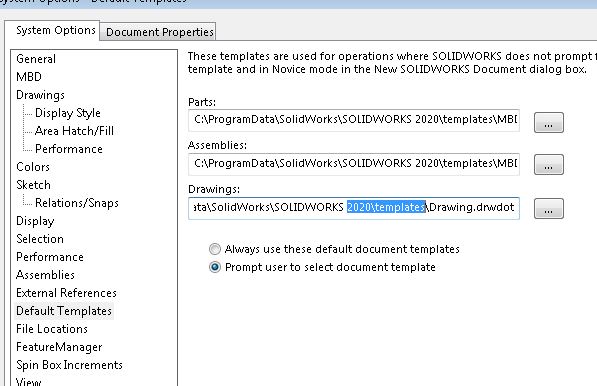 System Options - Default Templates
System Options
Document Properties
General
MBD
Drawings
Display Style
Area Hatch/Fill
Performance
Colors
Sketch
Relations/Snaps
Display
Selection
Performance
Assemblies
External References
Default Templates
File Locations
FeatureManager
Spin Box Increments
View
These templates are used for operations where SOLIDWORKS does not prompt f
template and in Novice mode in the New SOLIDWORKS Document dialog box.
Parts:
C:\ProgramData\SolidWorks\SOLIDWORKS 2020\templates\MBD
...
Assemblies:
C:\ProgramData\SolidWorks\SOLIDWORKS 2020\templates\MBD
...
Drawings:
ata\SolidWorks\SOLIDWORKS 2020\templates\Drawing.drwdot
...
Always use these default document templates
Prompt user to select document template